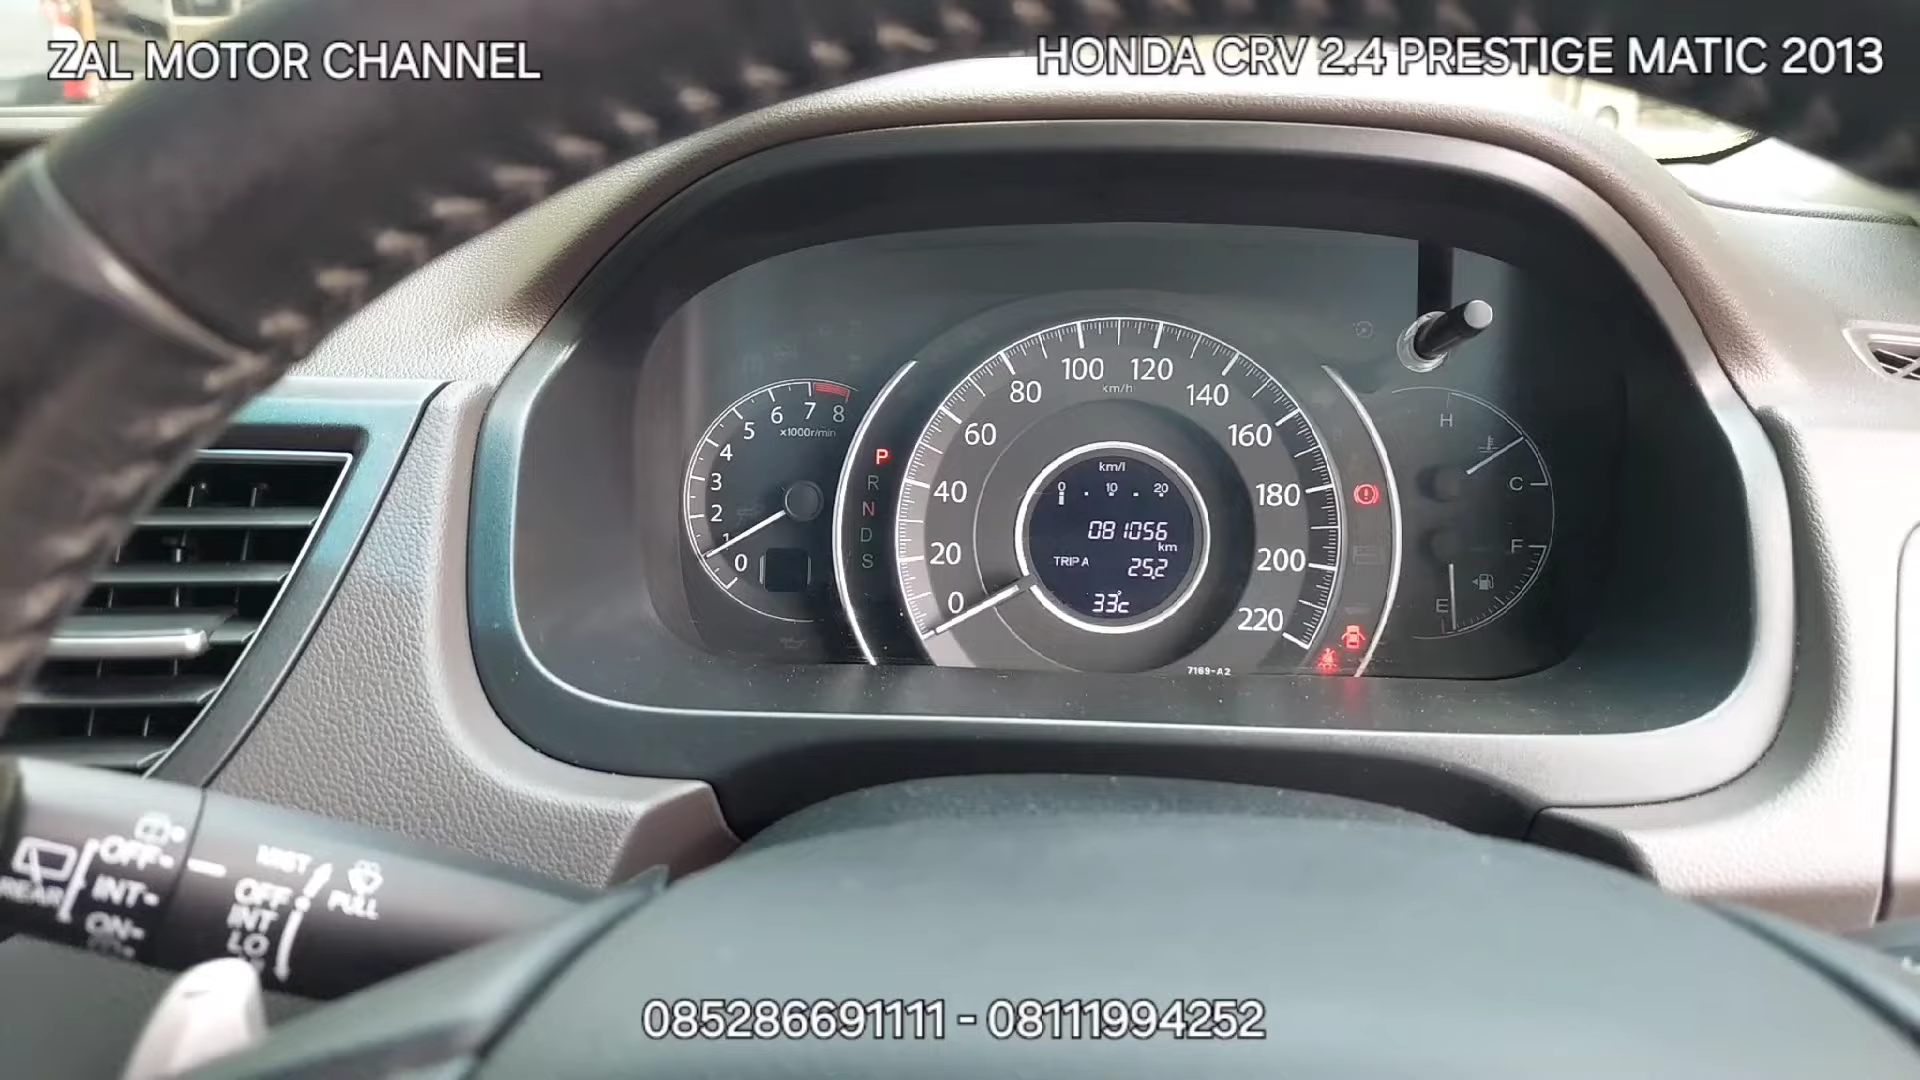 ZAL MOTOR CHANNEL
HONDA CRV 2.4 PRESTIGE MATIC 2013
0 1 2 3 4 5 6 7 8
x1000r/min
P
R
N
D
S
0 20 40 60 80 100 120 140 160 180 200 220
km/h
km/l
0 10 20
081056
km
TRIP A 25.2
33°C
7169-A2
H
C
F
E
REAR
OFF
INT
ON
MIST
OFF
INT
LO
PULL
085286691111 - 08111994252